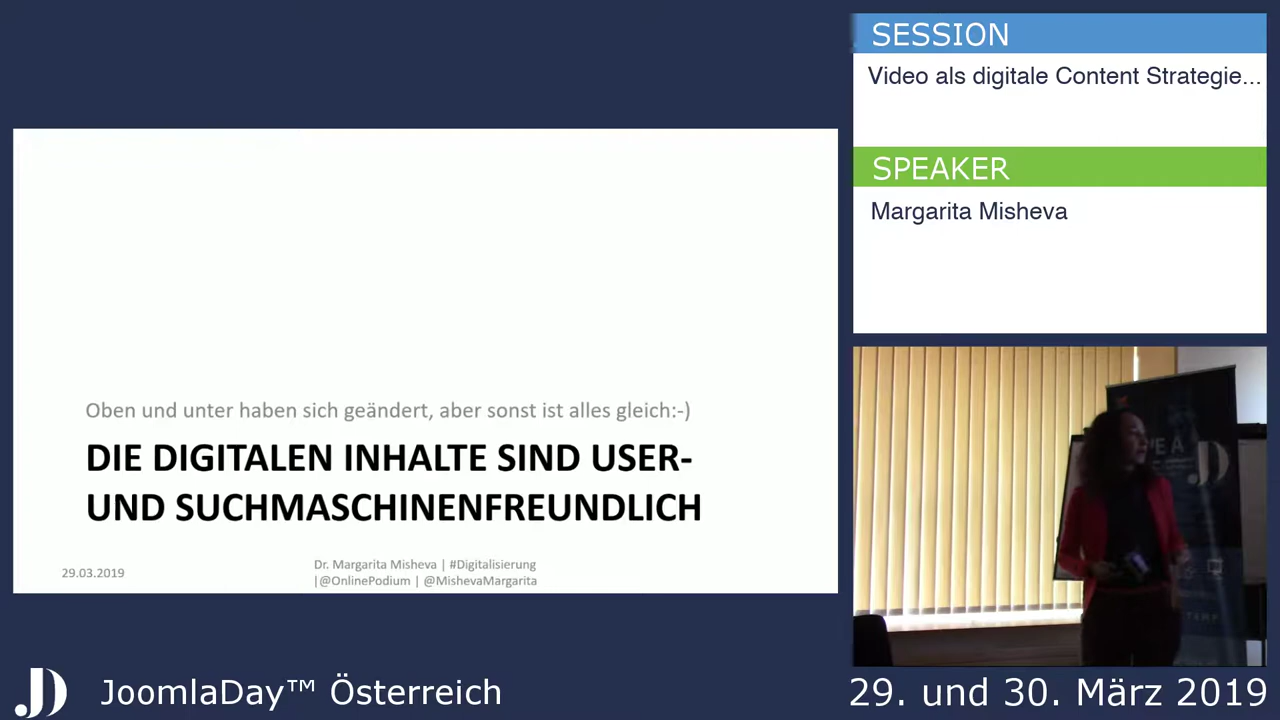 SESSION
Video als digitale Content Strategie...
SPEAKER
Margarita Misheva
Oben und unter haben sich geändert, aber sonst ist alles gleich:-)
DIE DIGITALEN INHALTE SIND USER-
UND SUCHMASCHINENFREUNDLICH
29.03.2019
Dr. Margarita Misheva | #Digitalisierung
|@OnlinePodium | @MishevaMargarita
JoomlaDay™ Österreich
29. und 30. März 2019